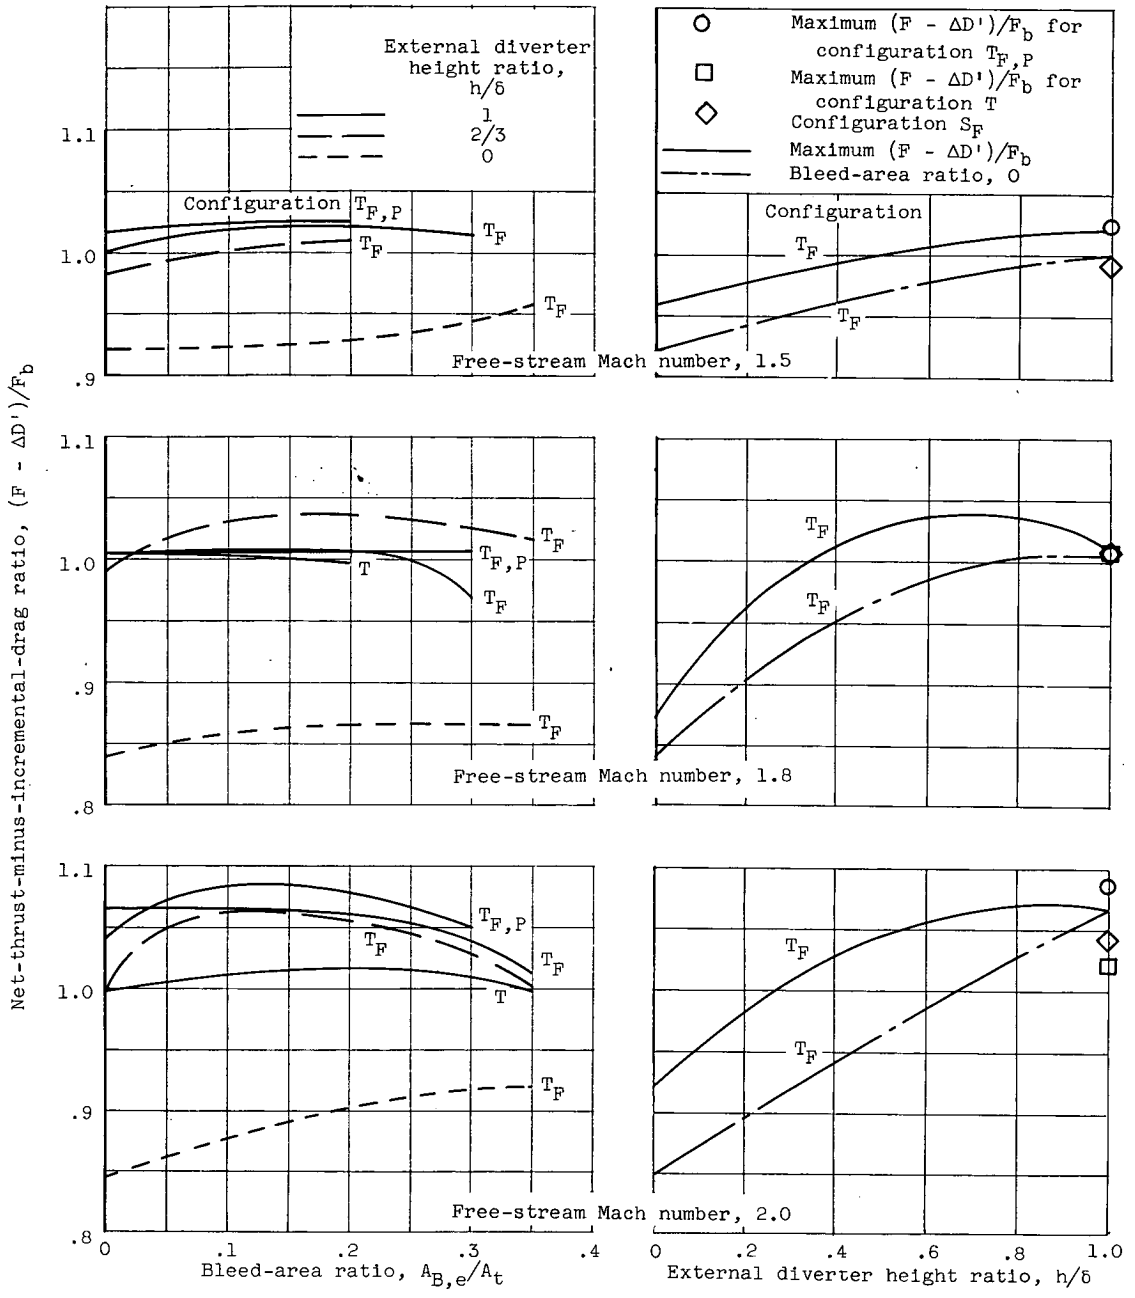 External diverter
height ratio,
h/δ
1
2/3
0
Maximum (F - ΔD')/F_b for
configuration T_F,P
Maximum (F - ΔD')/F_b for
configuration T
Configuration S_F
Maximum (F - ΔD')/F_b
Bleed-area ratio, 0
Net-thrust-minus-incremental-drag ratio, (F - ΔD')/F_b
1.1
1.0
.9
Configuration
T_F,P
T_F
T_F
T_F
Configuration
T_F
T_F
Free-stream Mach number, 1.5
1.1
1.0
.9
.8
T_F
T_F,P
T
T_F
T_F
T_F
T_F
Free-stream Mach number, 1.8
1.1
1.0
.9
.8
T_F,P
T_F
T_F
T
T_F
T_F
T_F
Free-stream Mach number, 2.0
0 .1 .2 .3 .4
Bleed-area ratio, A_B,e/A_t
0 .2 .4 .6 .8 1.0
External diverter height ratio, h/δ